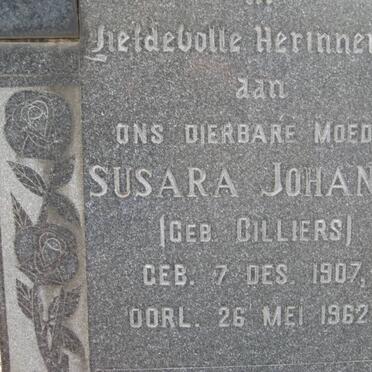 Liefdevolle Herinner
aan
ONS DIERBARE MOED
SUSARA JOHAN
(GEB. CILLIERS)
GEB. 7 DES. 1907,
OORL. 26 MEI 1962